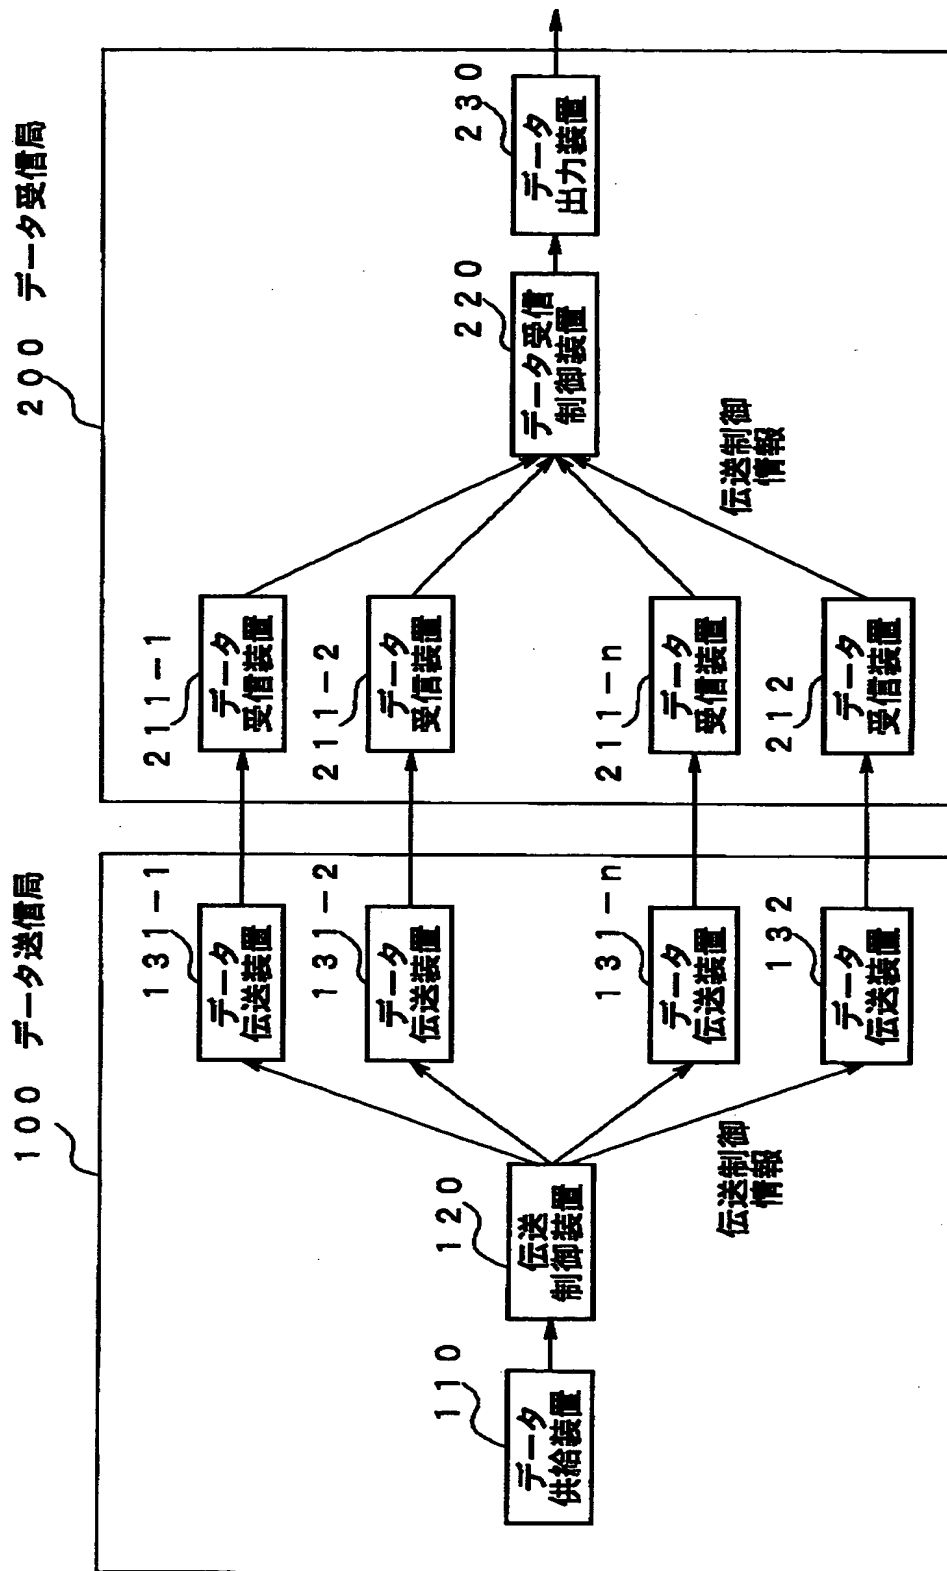 100 データ送信局
110
データ
供給装置
120
伝送
制御装置
131-1
データ
伝送装置
131-2
データ
伝送装置
131-n
データ
伝送装置
132
データ
伝送装置
伝送制御
情報
200 データ受信局
211-1
データ
受信装置
211-2
データ
受信装置
211-n
データ
受信装置
212
データ
受信装置
伝送制御
情報
220
データ受信
制御装置
230
データ
出力装置